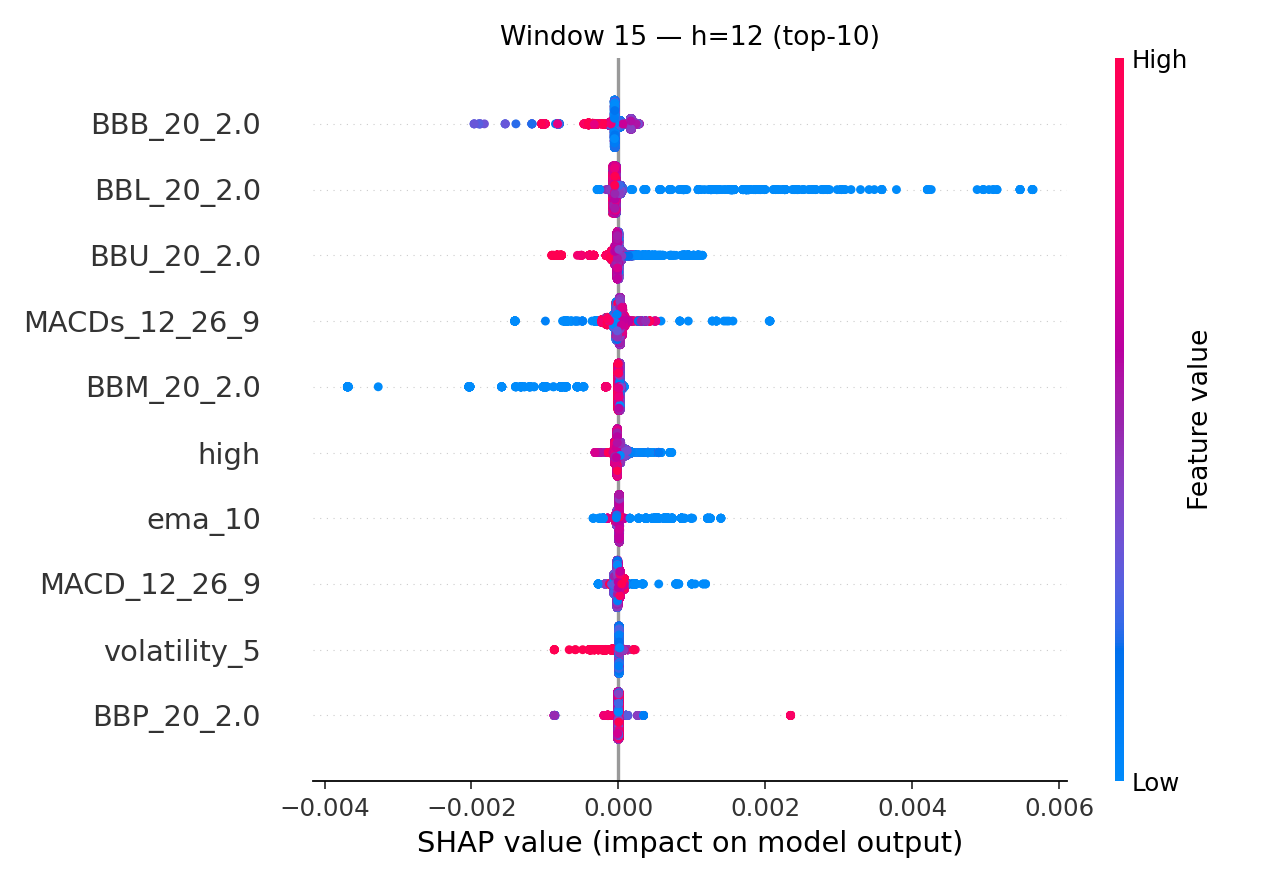 Window 15 — h=12 (top-10)
High
BBB_20_2.0
BBL_20_2.0
BBU_20_2.0
MACDs_12_26_9
BBM_20_2.0
high
ema_10
MACD_12_26_9
volatility_5
BBP_20_2.0
Feature value
Low
−0.004 −0.002 0.000 0.002 0.004 0.006
SHAP value (impact on model output)